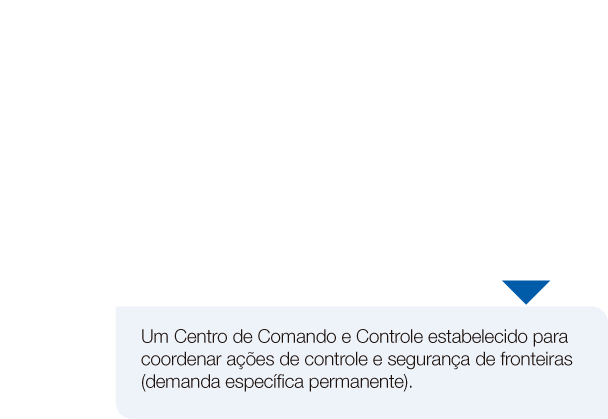 Um Centro de Comando e Controle estabelecido para
coordenar ações de controle e segurança de fronteiras
(demanda específica permanente).